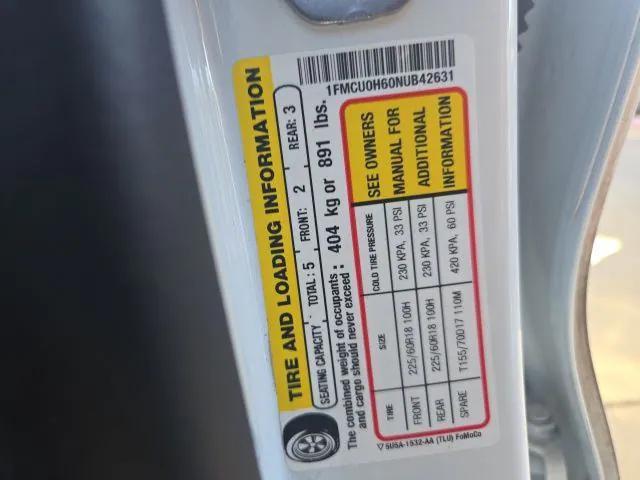 1FMCU0H60NUB42631
TIRE AND LOADING INFORMATION
SEATING CAPACITY TOTAL: 5 FRONT: 2 REAR: 3
The combined weight of occupants and cargo should never exceed: 404 kg or 891 lbs.
TIRE SIZE COLD TIRE PRESSURE SEE OWNERS
FRONT 225/60R18 100H 230 KPA, 33 PSI MANUAL FOR
REAR 225/60R18 100H 230 KPA, 33 PSI ADDITIONAL
SPARE T155/70D17 110M 420 KPA, 60 PSI INFORMATION
5U5A-1532-AA (TLU) FoMoCo